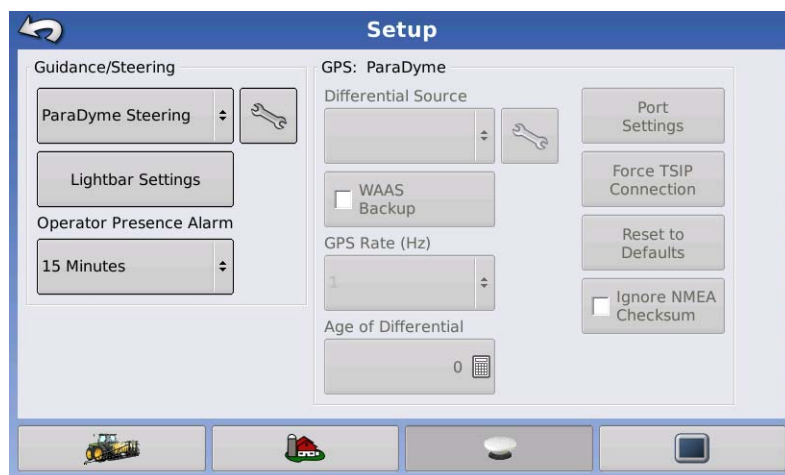 Setup
Guidance/Steering
ParaDyme Steering
Lightbar Settings
Operator Presence Alarm
15 Minutes
GPS: ParaDyme
Differential Source
WAAS
Backup
GPS Rate (Hz)
1
Age of Differential
0
Port
Settings
Force TSIP
Connection
Reset to
Defaults
Ignore NMEA
Checksum